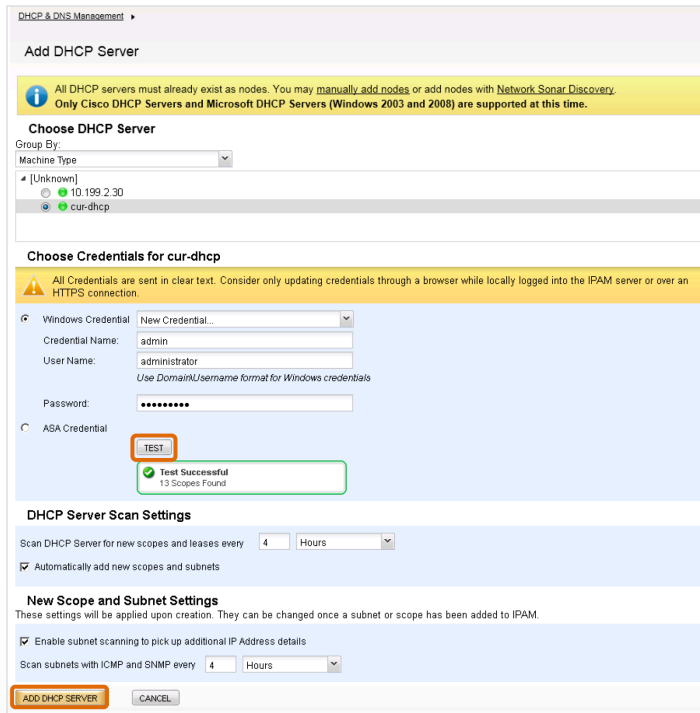 DHCP & DNS Management
Add DHCP Server
All DHCP servers must already exist as nodes. You may manually add nodes or add nodes with Network Sonar Discovery.
Only Cisco DHCP Servers and Microsoft DHCP Servers (Windows 2003 and 2008) are supported at this time.
Choose DHCP Server
Group By:
Machine Type
[Unknown]
10.199.2.30
cur-dhcp
Choose Credentials for cur-dhcp
All Credentials are sent in clear text. Consider only updating credentials through a browser while locally logged into the IPAM server or over an
HTTPS connection.
Windows Credential New Credential...
Credential Name: admin
User Name: administrator
Use Domain\Username format for Windows credentials
Password: •••••••••
ASA Credential
TEST
Test Successful
13 Scopes Found
DHCP Server Scan Settings
Scan DHCP Server for new scopes and leases every 4 Hours
Automatically add new scopes and subnets
New Scope and Subnet Settings
These settings will be applied upon creation. They can be changed once a subnet or scope has been added to IPAM.
Enable subnet scanning to pick up additional IP Address details
Scan subnets with ICMP and SNMP every 4 Hours
ADD DHCP SERVER CANCEL